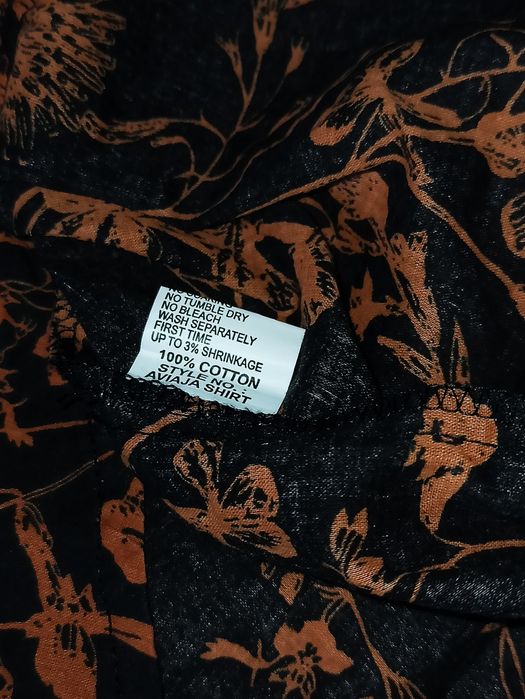 NO TUMBLE DRY
NO BLEACH
WASH SEPARATELY
FIRST TIME
UP TO 3% SHRINKAGE
100% COTTON
STYLE NO.:
AVIAJA SHIRT